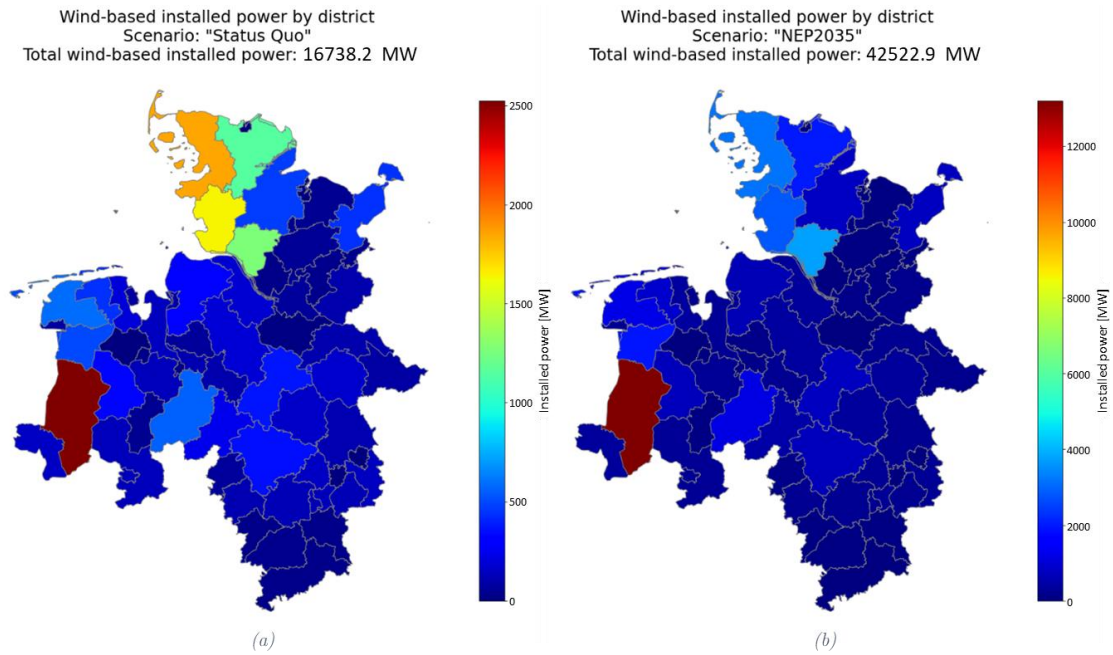 Wind-based installed power by district
Scenario: "Status Quo"
Total wind-based installed power: 16738.2 MW
2500
2000
1500
1000
500
0
Installed power [MW]
(a)
Wind-based installed power by district
Scenario: "NEP2035"
Total wind-based installed power: 42522.9 MW
12000
10000
8000
6000
4000
2000
0
Installed power [MW]
(b)